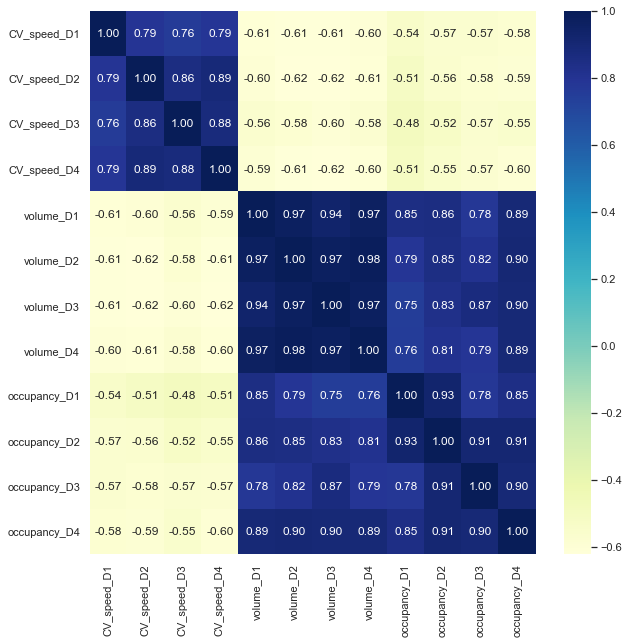 CV_speed_D1 1.00 0.79 0.76 0.79 -0.61 -0.61 -0.61 -0.60 -0.54 -0.57 -0.57 -0.58
CV_speed_D2 0.79 1.00 0.86 0.89 -0.60 -0.62 -0.62 -0.61 -0.51 -0.56 -0.58 -0.59
CV_speed_D3 0.76 0.86 1.00 0.88 -0.56 -0.58 -0.60 -0.58 -0.48 -0.52 -0.57 -0.55
CV_speed_D4 0.79 0.89 0.88 1.00 -0.59 -0.61 -0.62 -0.60 -0.51 -0.55 -0.57 -0.60
volume_D1 -0.61 -0.60 -0.56 -0.59 1.00 0.97 0.94 0.97 0.85 0.86 0.78 0.89
volume_D2 -0.61 -0.62 -0.58 -0.61 0.97 1.00 0.97 0.98 0.79 0.85 0.82 0.90
volume_D3 -0.61 -0.62 -0.60 -0.62 0.94 0.97 1.00 0.97 0.75 0.83 0.87 0.90
volume_D4 -0.60 -0.61 -0.58 -0.60 0.97 0.98 0.97 1.00 0.76 0.81 0.79 0.89
occupancy_D1 -0.54 -0.51 -0.48 -0.51 0.85 0.79 0.75 0.76 1.00 0.93 0.78 0.85
occupancy_D2 -0.57 -0.56 -0.52 -0.55 0.86 0.85 0.83 0.81 0.93 1.00 0.91 0.91
occupancy_D3 -0.57 -0.58 -0.57 -0.57 0.78 0.82 0.87 0.79 0.78 0.91 1.00 0.90
occupancy_D4 -0.58 -0.59 -0.55 -0.60 0.89 0.90 0.90 0.89 0.85 0.91 0.90 1.00
CV_speed_D1
CV_speed_D2
CV_speed_D3
CV_speed_D4
volume_D1
volume_D2
volume_D3
volume_D4
occupancy_D1
occupancy_D2
occupancy_D3
occupancy_D4
1.0
0.8
0.6
0.4
0.2
0.0
−0.2
−0.4
−0.6